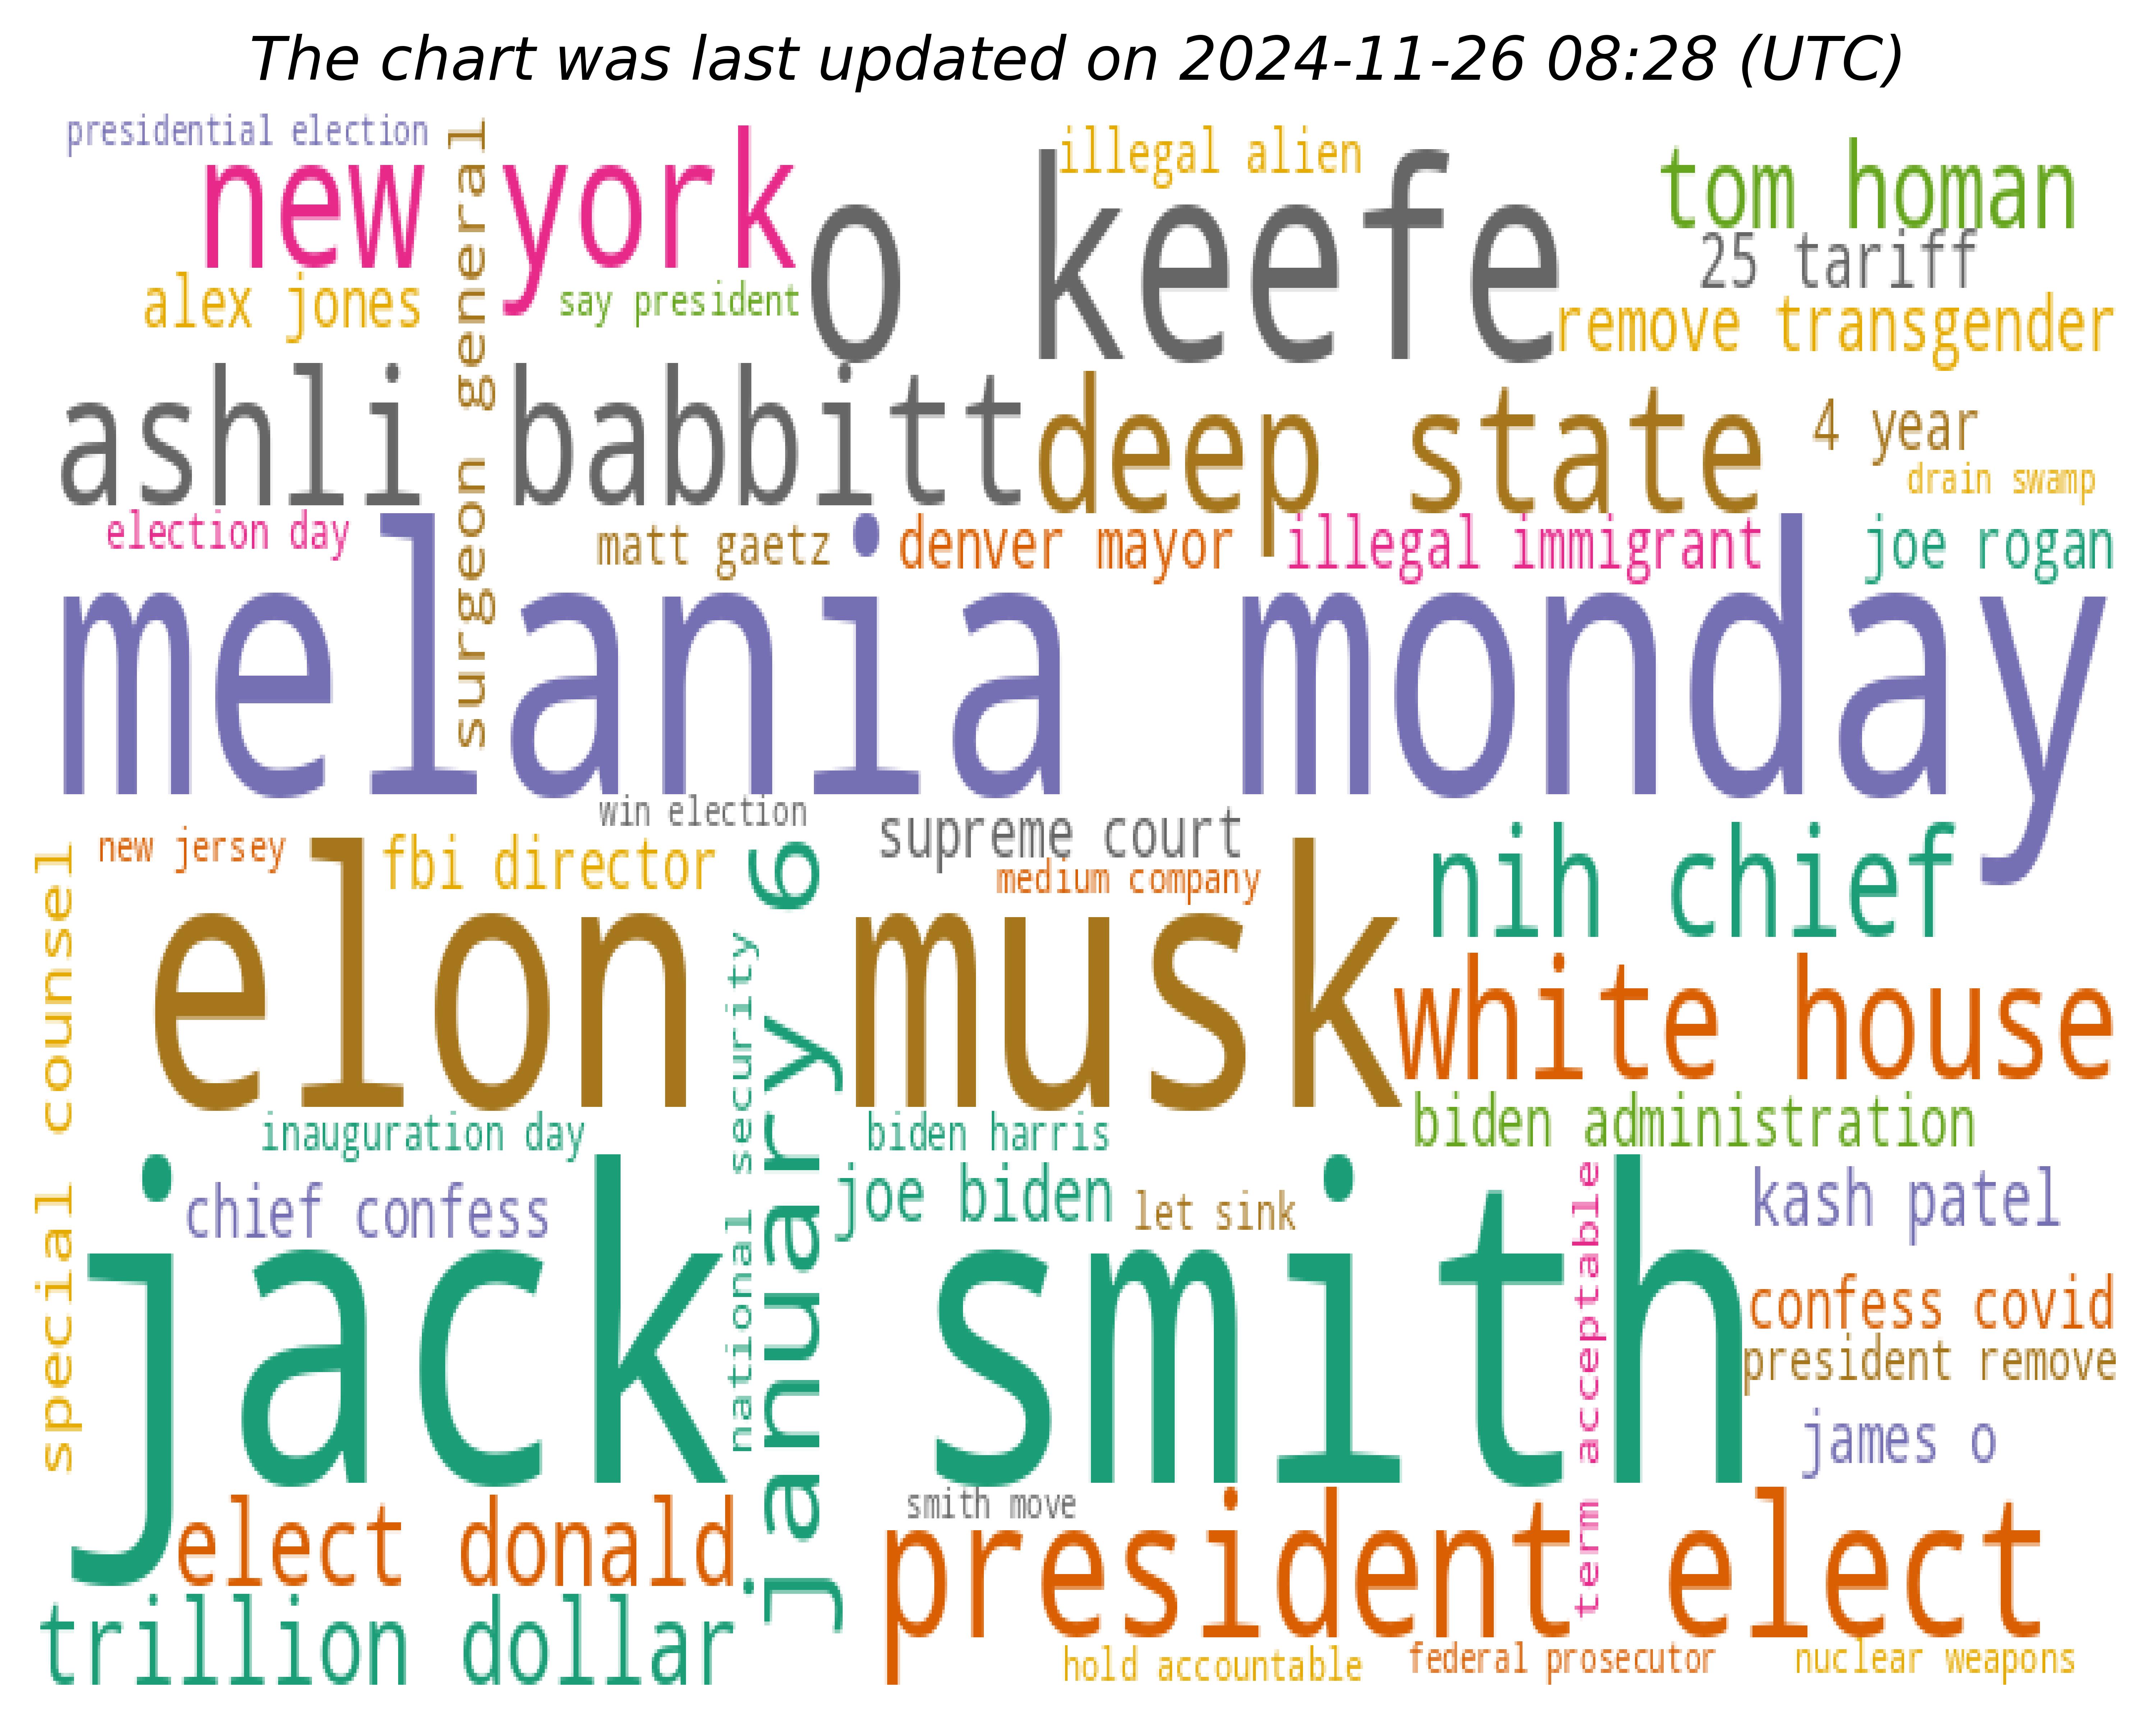 The chart was last updated on 2024-11-26 08:28 (UTC)
presidential election
new york
surgeon general
illegal alien
o keefe
tom homan
25 tariff
alex jones
say president
remove transgender
ashli babbitt
deep state
4 year
drain swamp
election day
matt gaetz
denver mayor
illegal immigrant
joe rogan
melania monday
win election
supreme court
new jersey
fbi director
medium company
nih chief
special counsel
elon musk
january 6
national security
white house
inauguration day
biden harris
biden administration
chief confess
joe biden
let sink
term acceptable
kash patel
jack smith
confess covid
president remove
james o
smith move
elect donald
president elect
trillion dollar
hold accountable
federal prosecutor
nuclear weapons